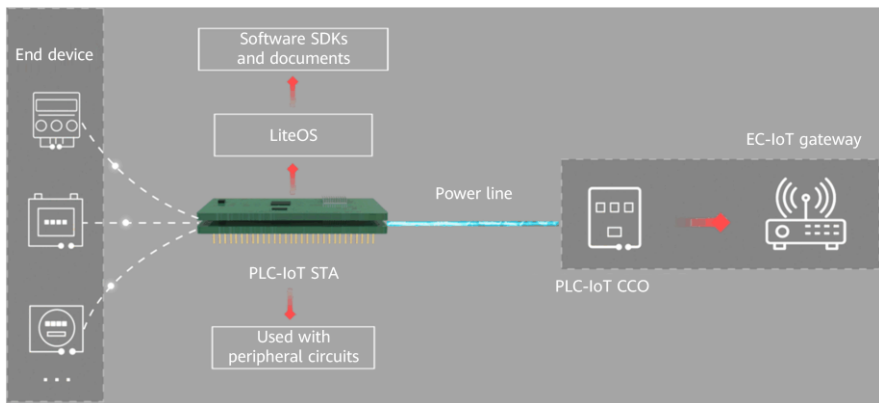 End device
Software SDKs
and documents
LiteOS
EC-IoT gateway
Power line
PLC-IoT STA
PLC-IoT CCO
Used with
peripheral circuits
...